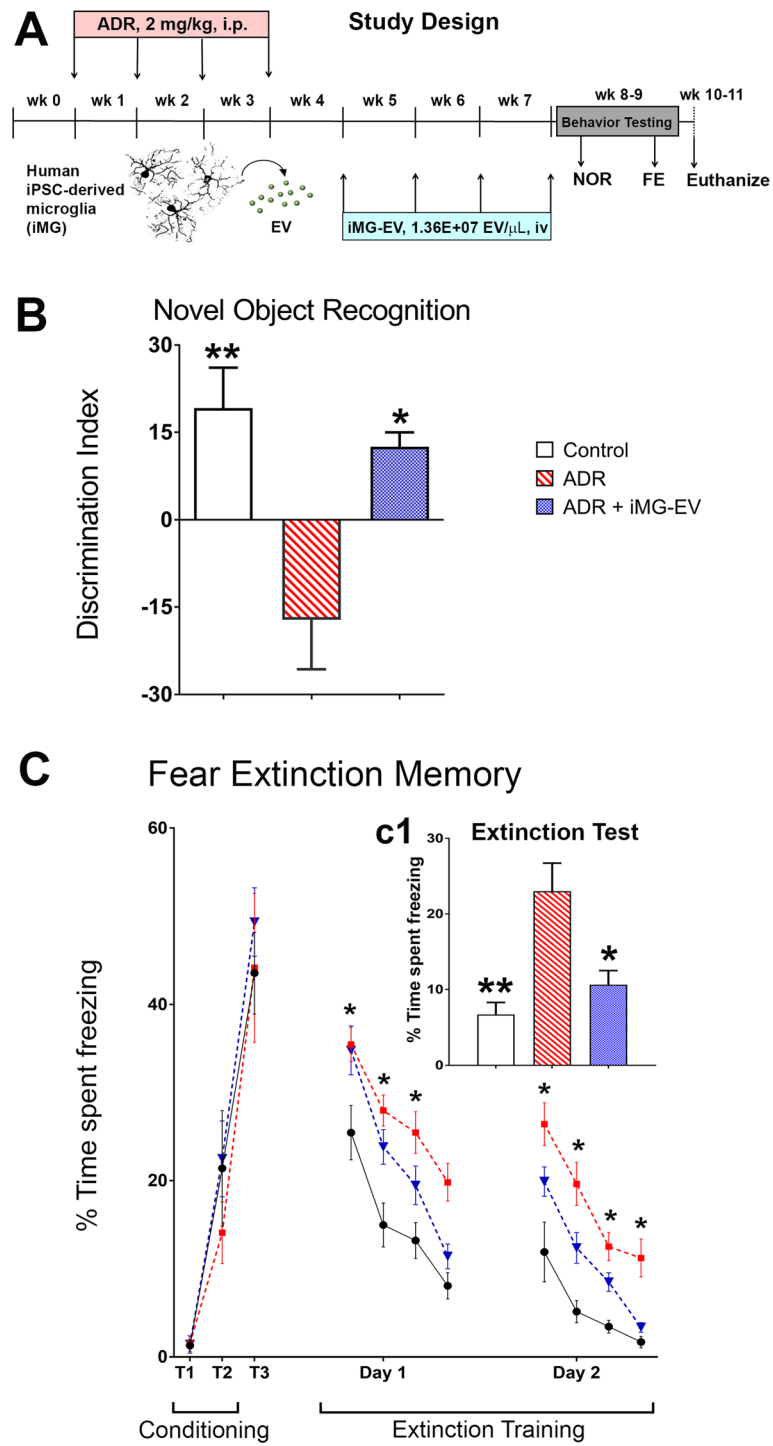 A
ADR, 2 mg/kg, i.p.
Study Design
wk 0 wk 1 wk 2 wk 3 wk 4 wk 5 wk 6 wk 7 wk 8-9 wk 10-11
Behavior Testing
Human
iPSC-derived
microglia
(iMG)
EV
NOR FE Euthanize
iMG-EV, 1.36E+07 EV/μL, iv
B
Novel Object Recognition
Discrimination Index
30
15
0
-15
-30
**
*
Control
ADR
ADR + iMG-EV
C
Fear Extinction Memory
% Time spent freezing
60
40
20
0
* * *
* * * *
c1
Extinction Test
% Time spent freezing
30
20
10
0
**
*
T1 T2 T3 Day 1 Day 2
Conditioning Extinction Training